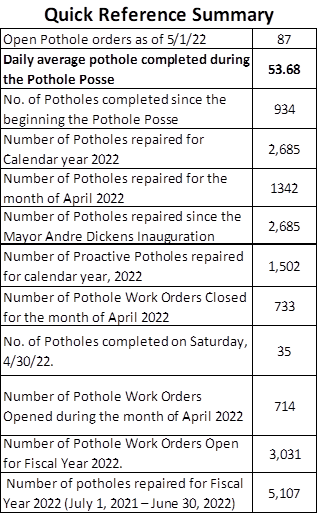 Quick Reference Summary
Open Pothole orders as of 5/1/22 87
Daily average pothole completed during
the Pothole Posse 53.68
No. of Potholes completed since the
beginning the Pothole Posse 934
Number of Potholes repaired for
Calendar year 2022 2,685
Number of Potholes repaired for the
month of April 2022 1342
Number of Potholes repaired since the
Mayor Andre Dickens Inauguration 2,685
Number of Proactive Potholes repaired
for calendar year, 2022 1,502
Number of Pothole Work Orders Closed
for the month of April 2022 733
No. of Potholes completed on Saturday,
4/30/22. 35
Number of Pothole Work Orders
Opened during the month of April 2022 714
Number of Pothole Work Orders Open
for Fiscal Year 2022. 3,031
Number of potholes repaired for Fiscal
Year 2022 (July 1, 2021 – June 30, 2022) 5,107